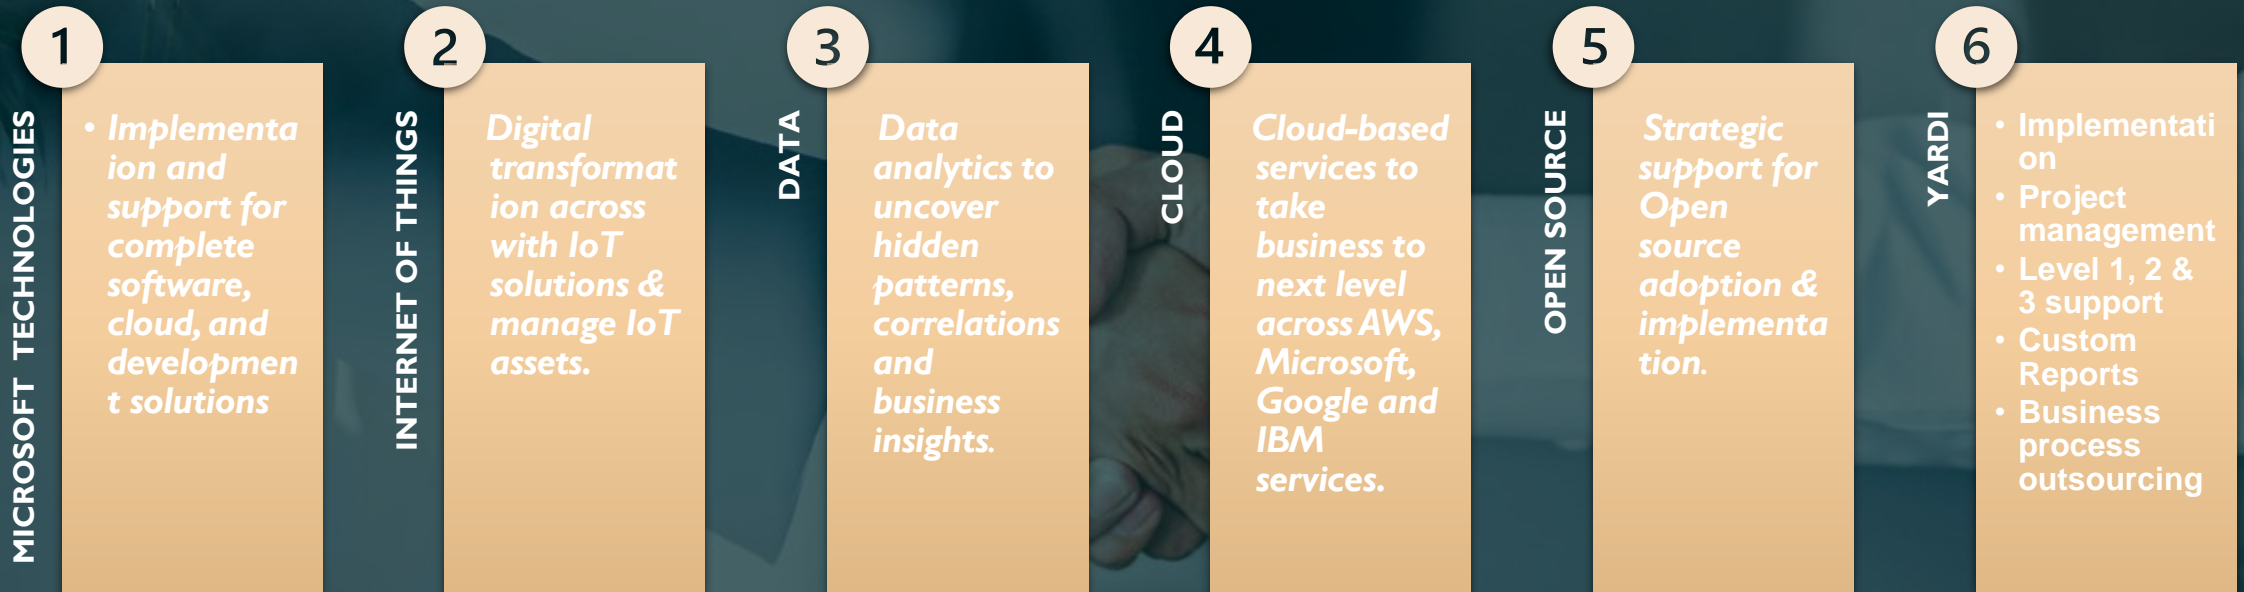 1
MICROSOFT TECHNOLOGIES
• Implementa
ion and
support for
complete
software,
cloud, and
developmen
t solutions
2
INTERNET OF THINGS
Digital
transformat
ion across
with IoT
solutions &
manage IoT
assets.
3
DATA
Data
analytics to
uncover
hidden
patterns,
correlations
and
business
insights.
4
CLOUD
Cloud-based
services to
take
business to
next level
across AWS,
Microsoft,
Google and
IBM
services.
5
OPEN SOURCE
Strategic
support for
Open
source
adoption &
implementa
tion.
6
YARDI
• Implementati
on
• Project
management
• Level 1, 2 &
3 support
• Custom
Reports
• Business
process
outsourcing